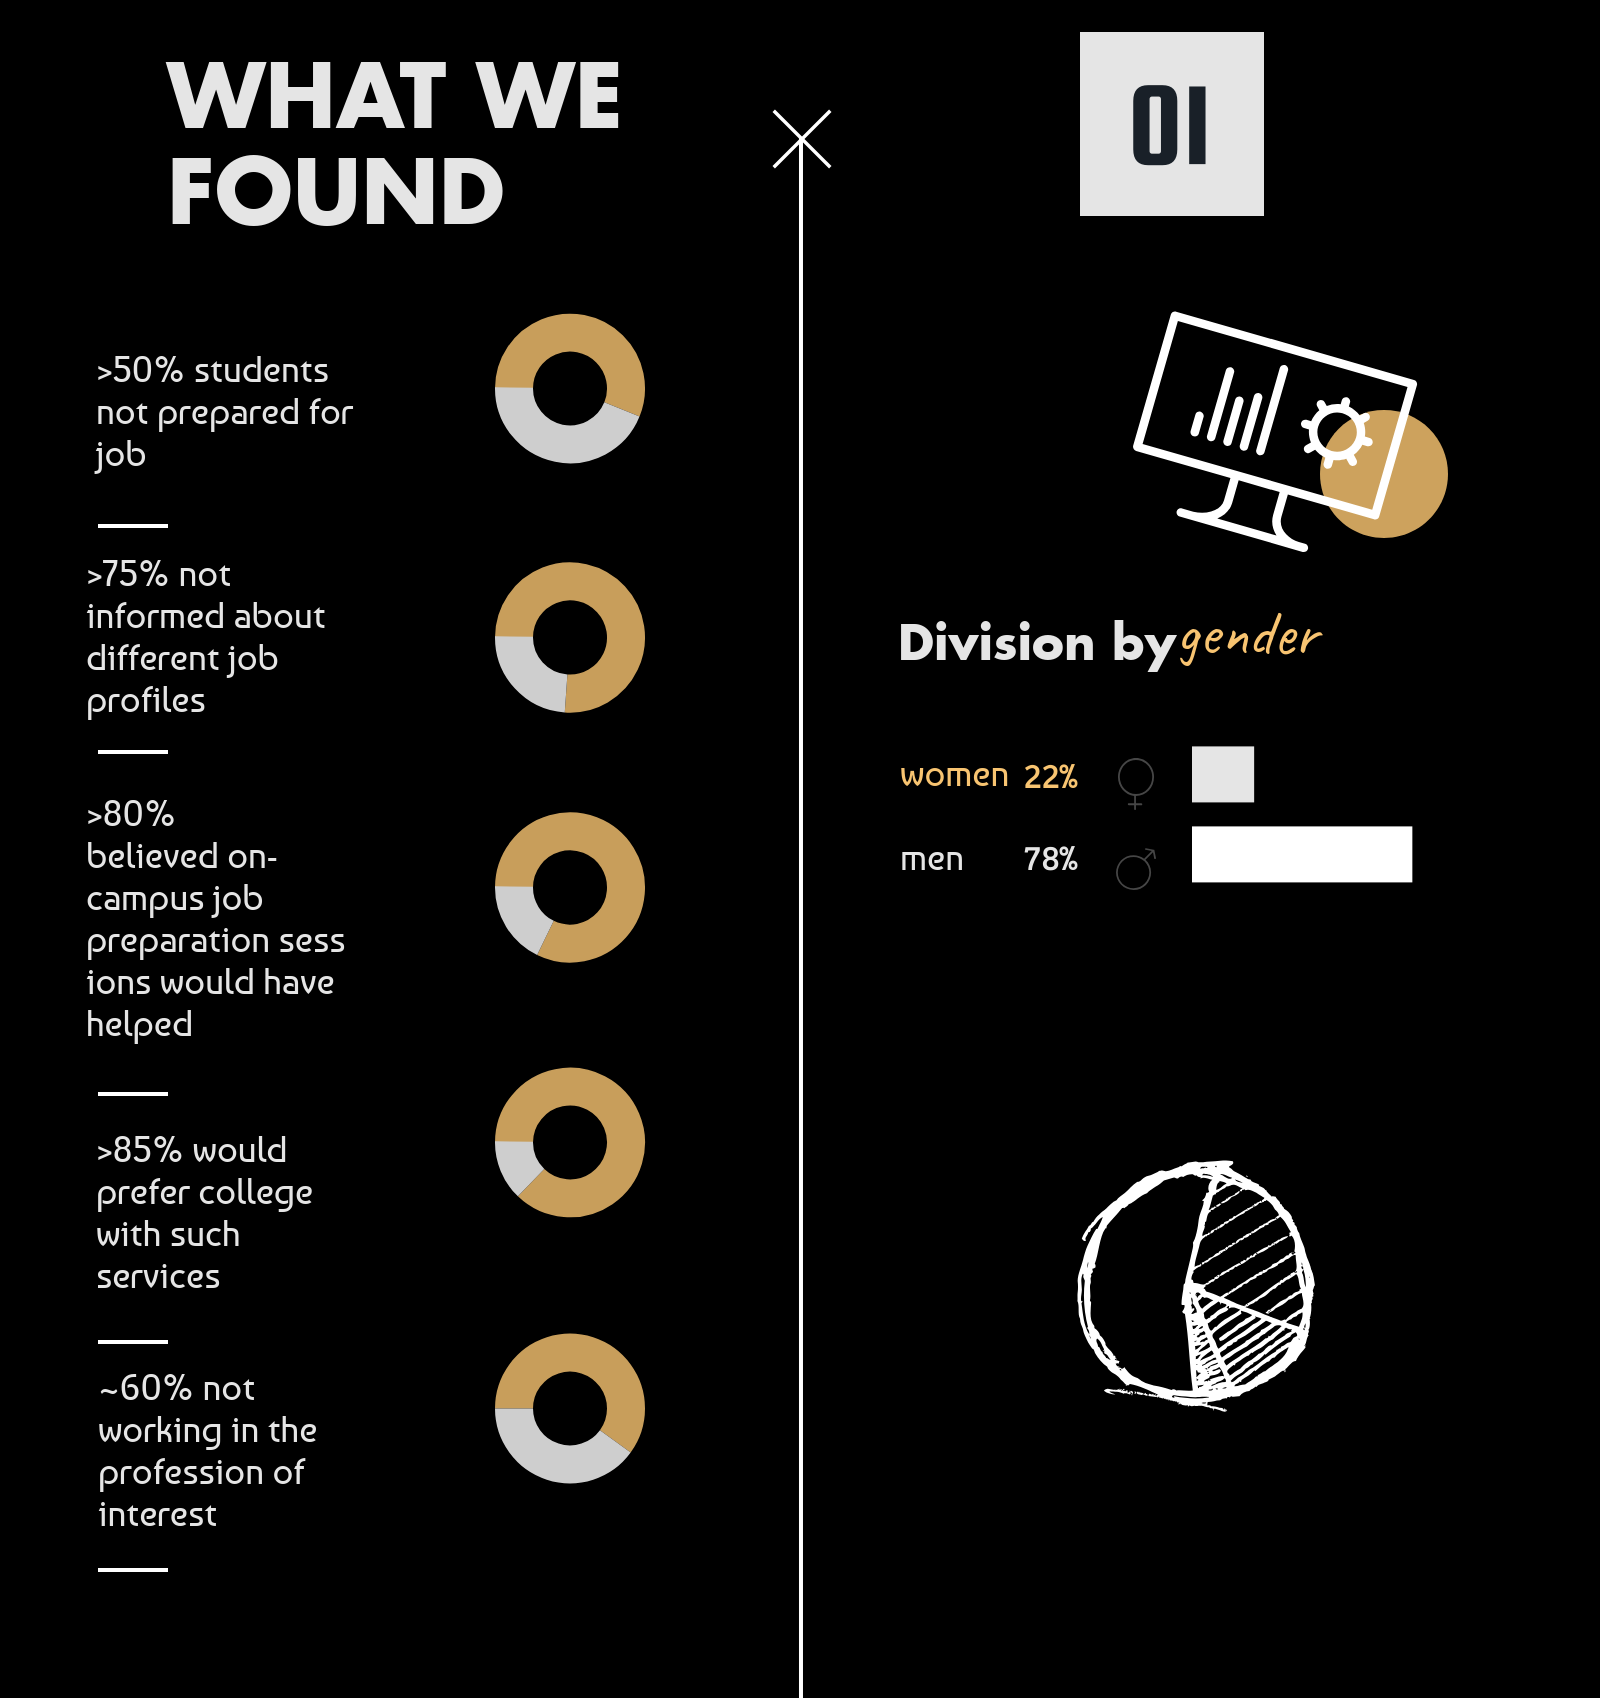 WHAT WE
FOUND
>50% students
not prepared for
job
>75% not
informed about
different job
profiles
>80%
believed on-
campus job
preparation sess
ions would have
helped
>85% would
prefer college
with such
services
~60% not
working in the
profession of
interest
01
Division by gender
women 22%
men 78%